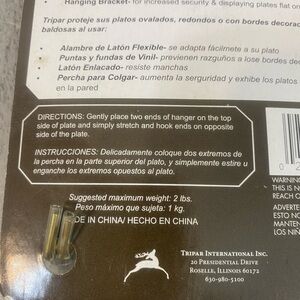 Hanging Bracket- for increased security & displaying plates flat on
Tripar proteje sus platos ovalados, redondos o con bordes decora
baldosas al usar:
Alambre de Latón Flexible- se adapta fácilmete a su plato
Puntas y fundas de Vinil- previenen razguños a lose bordes de
Latón Enlacado- resiste manchas
Percha para Colgar- aumenta la serguridad y exhibe los platos
en la pared
DIRECTIONS: Gently place two ends of hanger on the top
side of plate and simply stretch and hook ends on opposite
side of the plate.
INSTRUCCIONES: Delicadamente coloque dos extremos de
la percha en la parte superior del plato, y simplemente estire u
enganche los extremos opuestos al plato.
Suggested maximum weight: 2 lbs.
Peso máximo que sujeta: 1 kg.
DE IN CHINA/ HECHO EN CHINA
TRIPAR INTERNATIONAL INC.
20 PRESIDENTIAL DRIVE
ROSELLE, ILLINOIS 60172
630-980-5100
WARNIN
THIS IS N
REACH O
ADVERTE
ESTO NO
MANTEN
LOS NIÑ